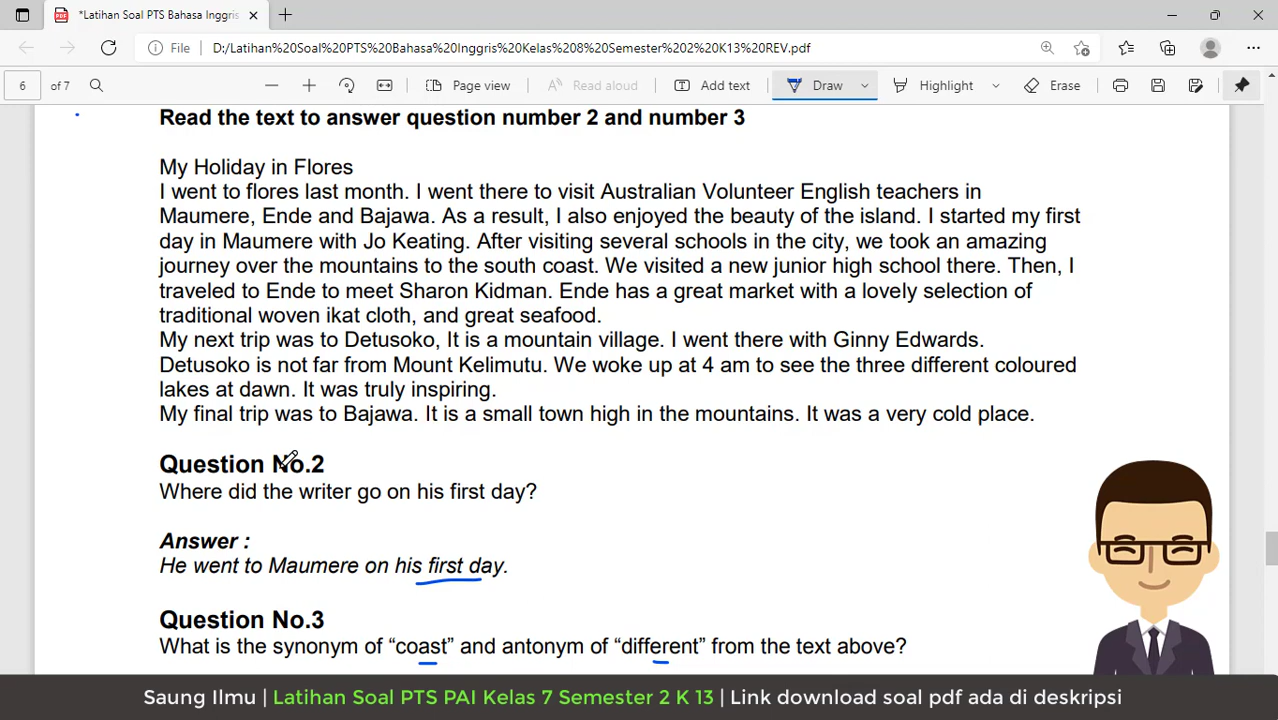 *Latihan Soal PTS Bahasa Inggris
File
D:/Latihan%20Soal%20PTS%20Bahasa%20Inggris%20Kelas%208%20Semester%202%20K13%20REV.pdf
6 of 7
Page view
Read aloud
Add text
Draw
Highlight
Erase
Read the text to answer question number 2 and number 3
My Holiday in Flores
I went to flores last month. I went there to visit Australian Volunteer English teachers in
Maumere, Ende and Bajawa. As a result, I also enjoyed the beauty of the island. I started my first
day in Maumere with Jo Keating. After visiting several schools in the city, we took an amazing
journey over the mountains to the south coast. We visited a new junior high school there. Then, I
traveled to Ende to meet Sharon Kidman. Ende has a great market with a lovely selection of
traditional woven ikat cloth, and great seafood.
My next trip was to Detusoko, It is a mountain village. I went there with Ginny Edwards.
Detusoko is not far from Mount Kelimutu. We woke up at 4 am to see the three different coloured
lakes at dawn. It was truly inspiring.
My final trip was to Bajawa. It is a small town high in the mountains. It was a very cold place.
Question No.2
Where did the writer go on his first day?
Answer :
He went to Maumere on his first day.
Question No.3
What is the synonym of “coast” and antonym of “different” from the text above?
Saung Ilmu | Latihan Soal PTS PAI Kelas 7 Semester 2 K 13 | Link download soal pdf ada di deskripsi